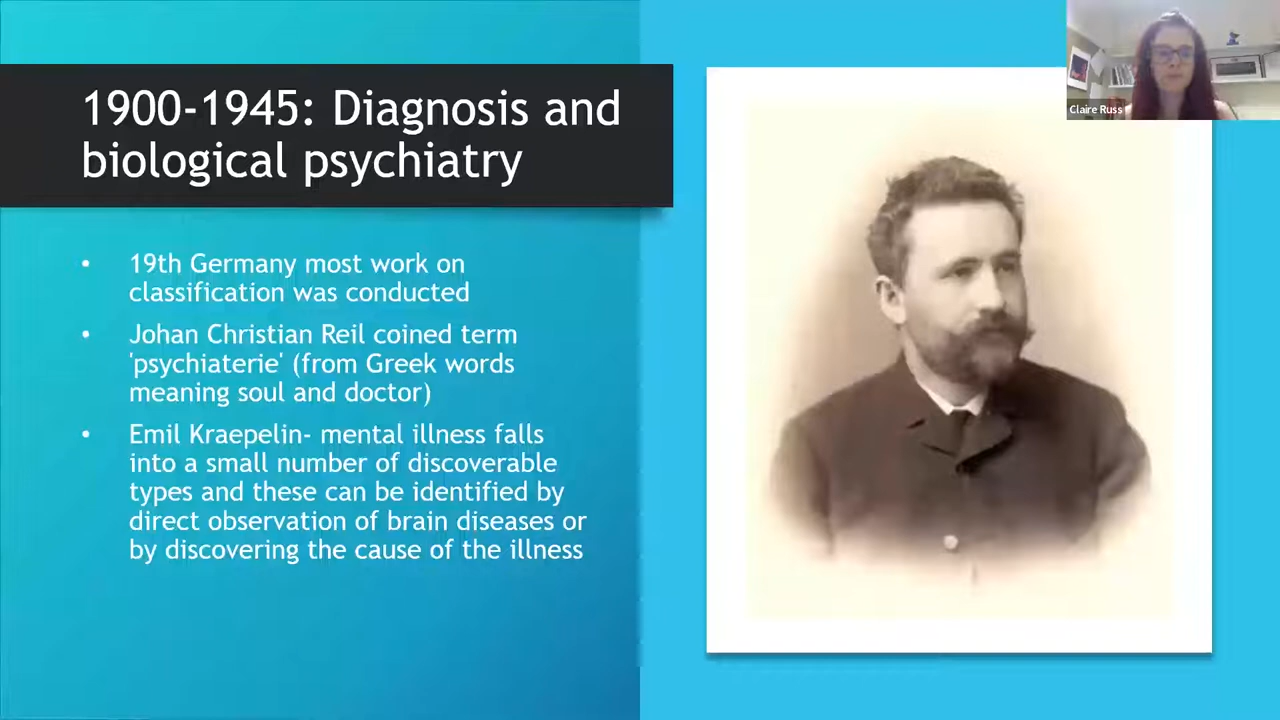 1900-1945: Diagnosis and
biological psychiatry
• 19th Germany most work on
classification was conducted
• Johan Christian Reil coined term
'psychiaterie' (from Greek words
meaning soul and doctor)
• Emil Kraepelin- mental illness falls
into a small number of discoverable
types and these can be identified by
direct observation of brain diseases or
by discovering the cause of the illness
Claire Russ